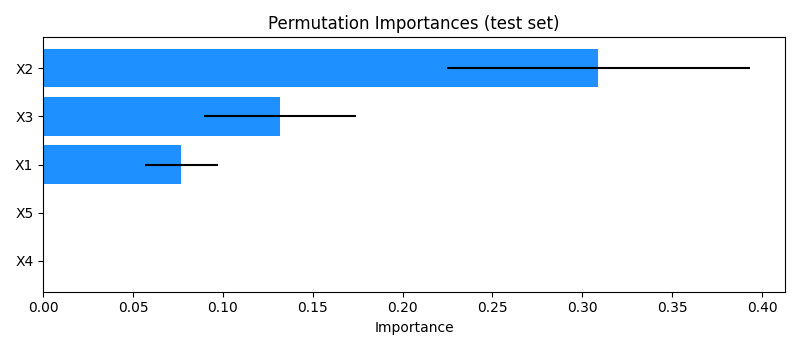 Permutation Importances (test set)
X2
X3
X1
X5
X4
0.00 0.05 0.10 0.15 0.20 0.25 0.30 0.35 0.40
Importance